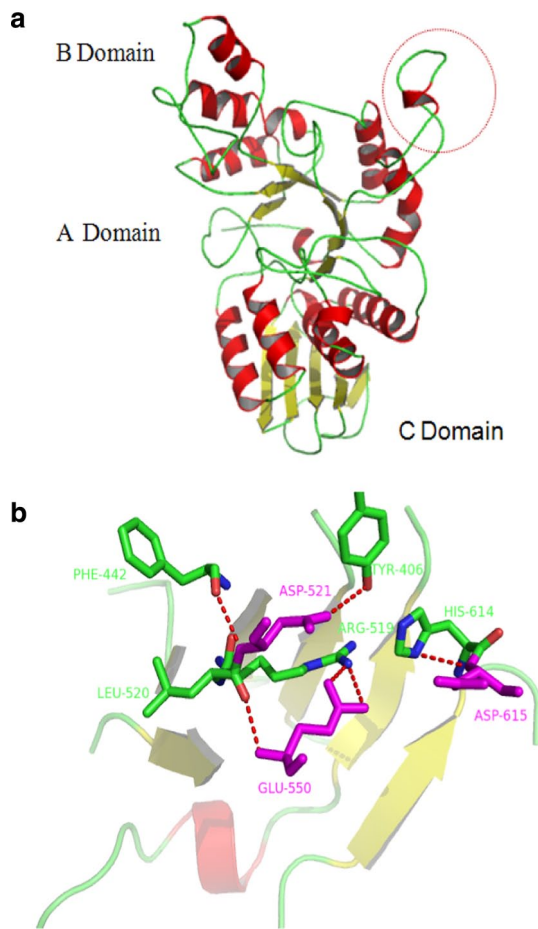 a
B Domain
A Domain
C Domain
b
PHE-442
TYR-406
ASP-521
ARG-519
HIS-614
LEU-520
ASP-615
GLU-550